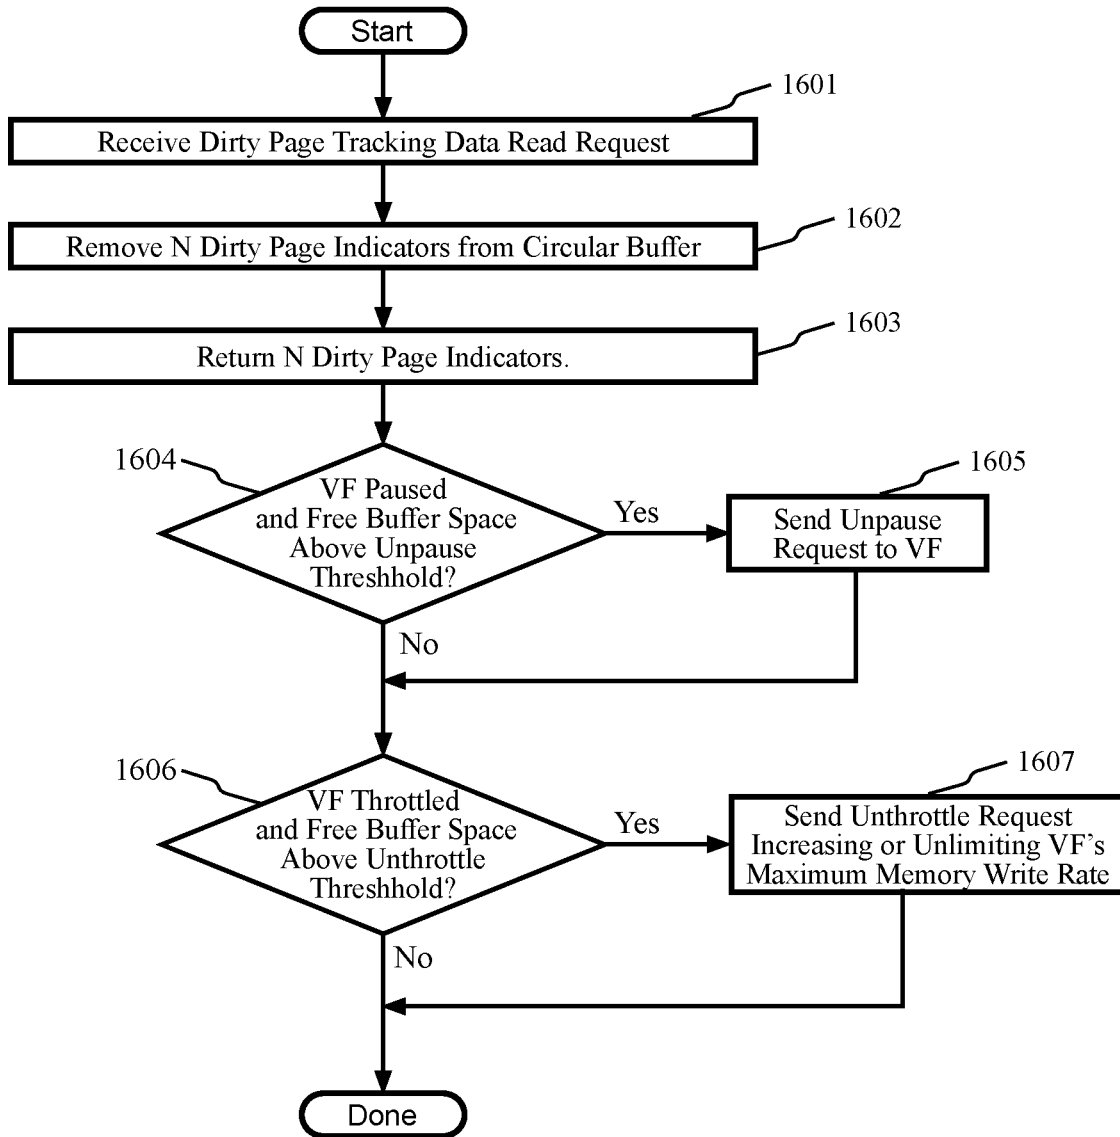 Start
1601
Receive Dirty Page Tracking Data Read Request
1602
Remove N Dirty Page Indicators from Circular Buffer
1603
Return N Dirty Page Indicators.
1604
VF Paused
and Free Buffer Space
Above Unpause
Threshhold?
Yes
1605
Send Unpause
Request to VF
No
1606
VF Throttled
and Free Buffer Space
Above Unthrottle
Threshhold?
Yes
1607
Send Unthrottle Request
Increasing or Unlimiting VF's
Maximum Memory Write Rate
No
Done